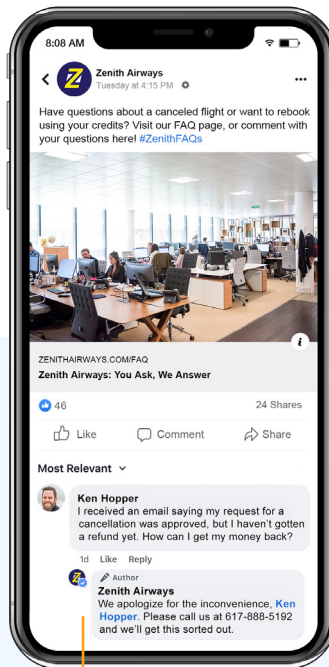 8:08 AM
Zenith Airways
Tuesday at 4:15 PM
Have questions about a canceled flight or want to rebook
using your credits? Visit our FAQ page, or comment with
your questions here! #ZenithFAQs
ZENITHAIRWAYS.COM/FAQ
Zenith Airways: You Ask, We Answer
46
24 Shares
Like
Comment
Share
Most Relevant
Ken Hopper
I received an email saying my request for a
cancellation was approved, but I haven't gotten
a refund yet. How can I get my money back?
1d Like Reply
Author
Zenith Airways
We apologize for the inconvenience, Ken
Hopper. Please call us at 617-888-5192
and we'll get this sorted out.